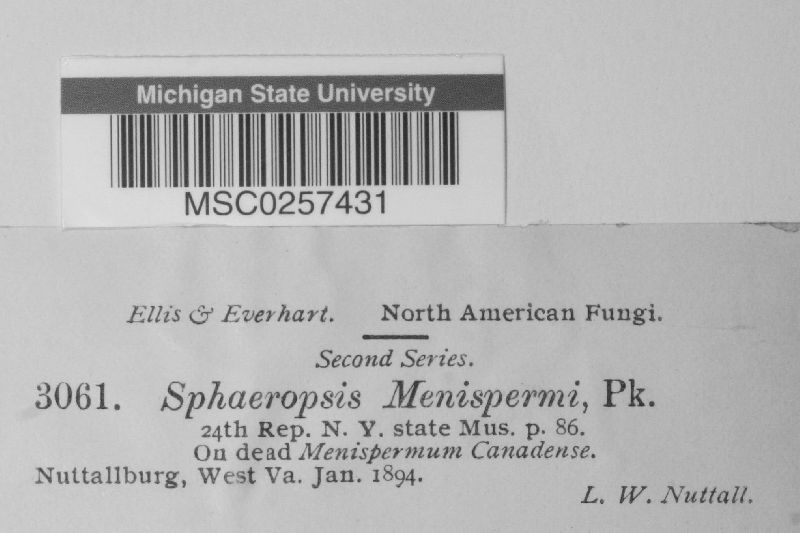 Michigan State University
MSC0257431
Ellis & Everhart. North American Fungi.
Second Series.
3061. Sphaeropsis Menispermi, Pk.
24th Rep. N. Y. state Mus. p. 86.
On dead Menispermum Canadense.
Nuttallburg, West Va. Jan. 1894.
L. W. Nuttall.